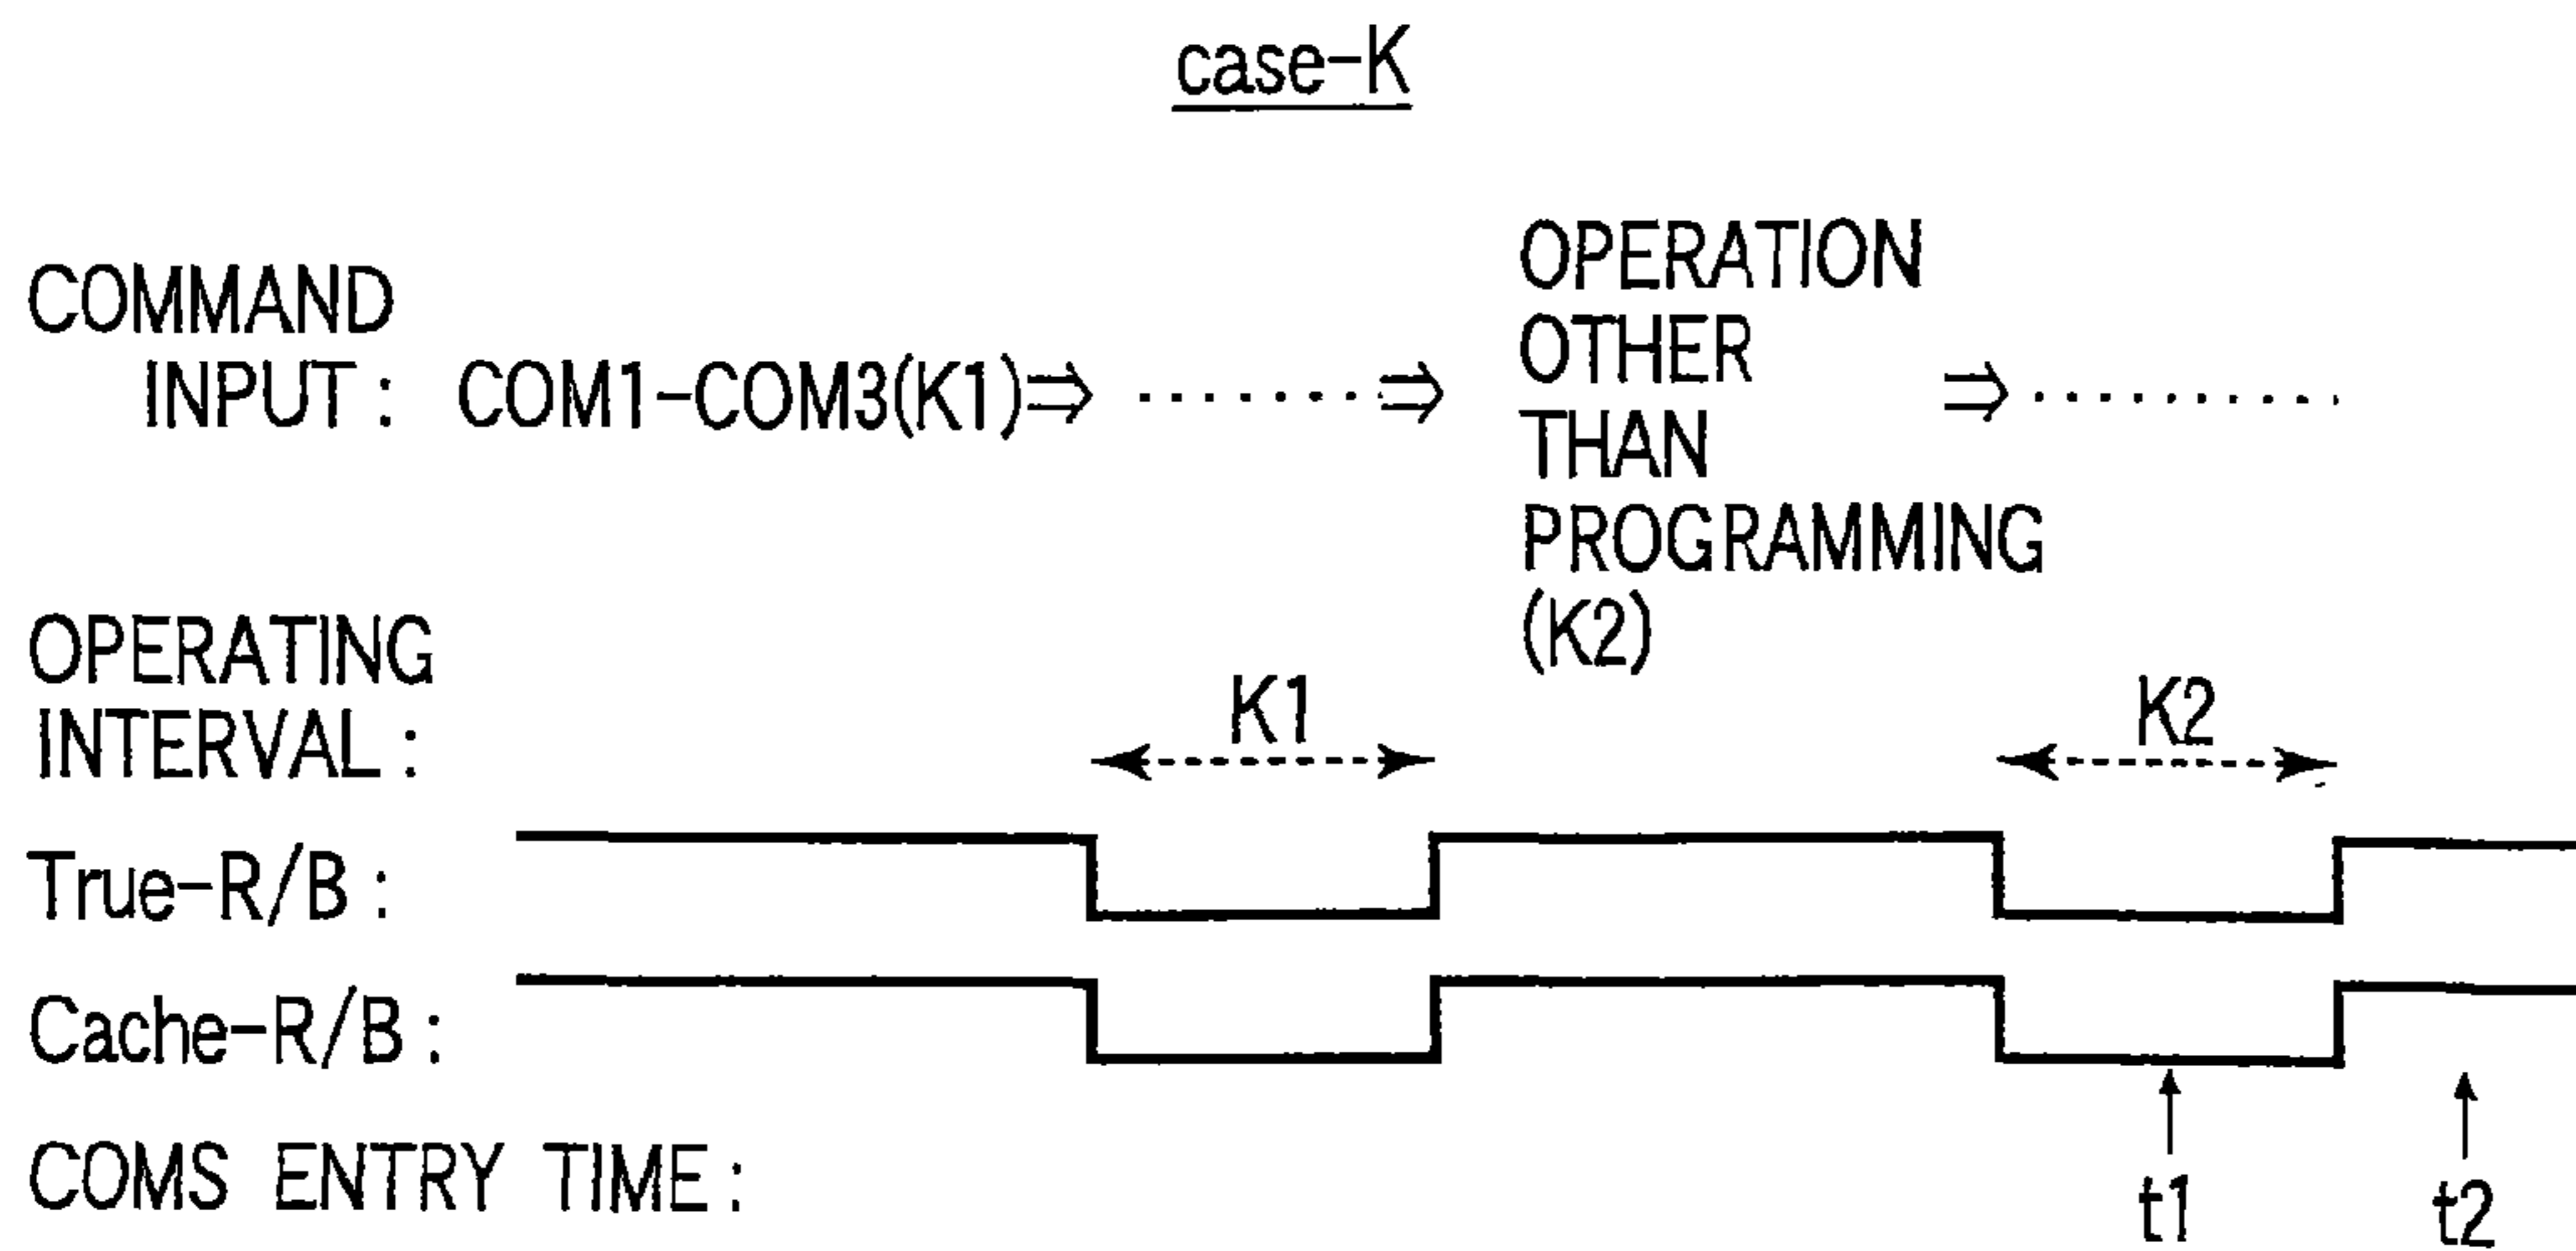 case-K
OPERATION
OTHER
THAN
PROGRAMMING
(K2)
COMMAND
INPUT : COM1-COM3(K1)⇒ ··········⇒ ⇒··········
OPERATING
INTERVAL :
K1
K2
True-R/B :
Cache-R/B :
COMS ENTRY TIME :
t1
t2